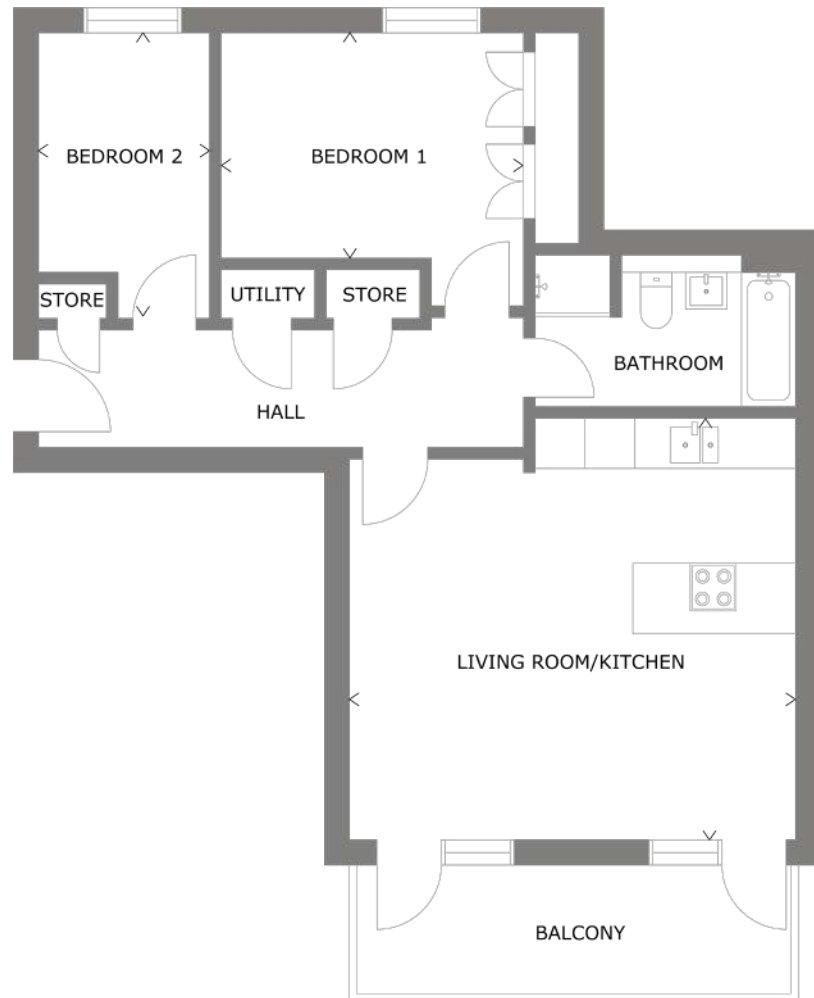 BEDROOM 2
BEDROOM 1
STORE
UTILITY
STORE
BATHROOM
HALL
LIVING ROOM/KITCHEN
BALCONY